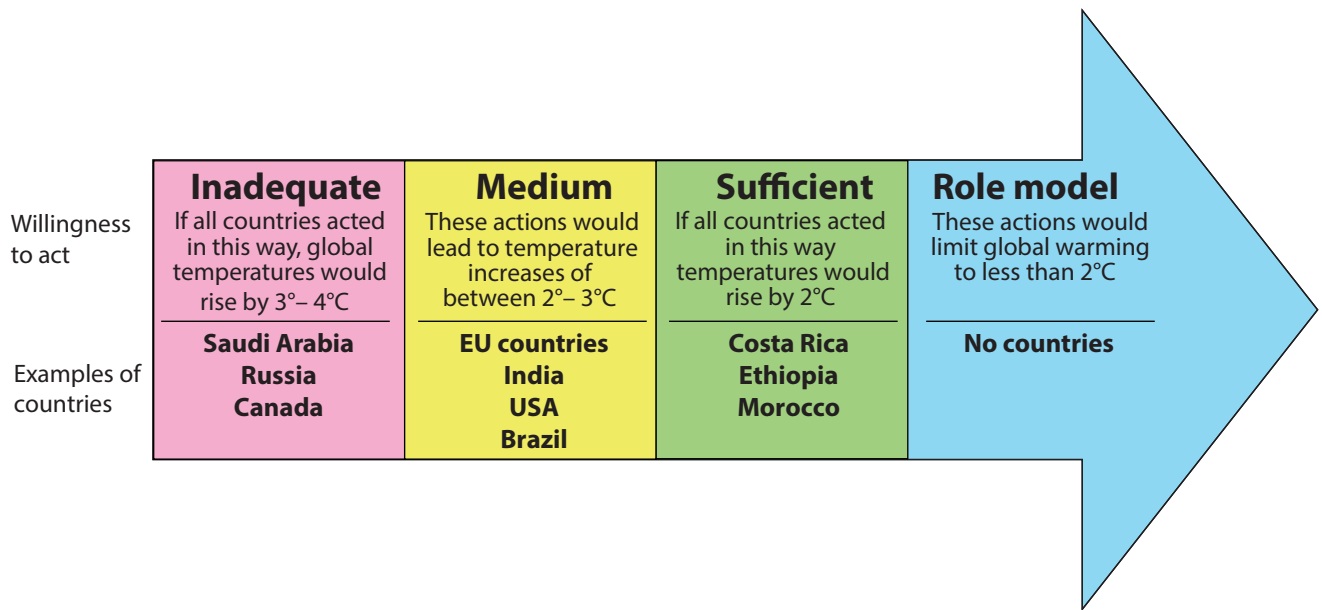 Willingness
to act
Inadequate
If all countries acted
in this way, global
temperatures would
rise by 3°– 4°C
Medium
These actions would
lead to temperature
increases of
between 2°– 3°C
Sufficient
If all countries acted
in this way
temperatures would
rise by 2°C
Role model
These actions would
limit global warming
to less than 2°C
Examples of
countries
Saudi Arabia
Russia
Canada
EU countries
India
USA
Brazil
Costa Rica
Ethiopia
Morocco
No countries